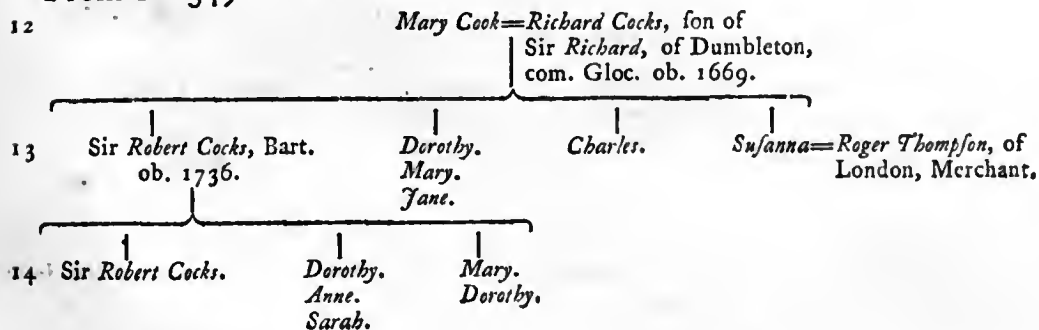 12 Mary Cook=Richard Cocks, ſon of
Sir Richard, of Dumbleton,
com. Gloc. ob. 1669.
13 Sir Robert Cocks, Bart. Dorothy. Charles. Suſanna=Roger Thompſon, of
ob. 1736. Mary. London, Merchant.
Jane.
14 Sir Robert Cocks. Dorothy. Mary.
Anne. Dorothy.
Sarah.